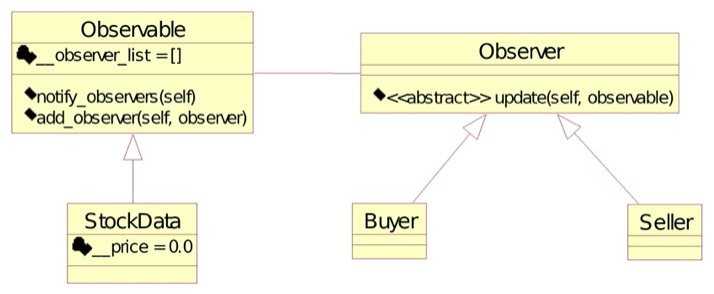 Observable
__observer_list = []
notify_observers(self)
add_observer(self, observer)
Observer
<<abstract>> update(self, observable)
StockData
__price = 0.0
Buyer
Seller